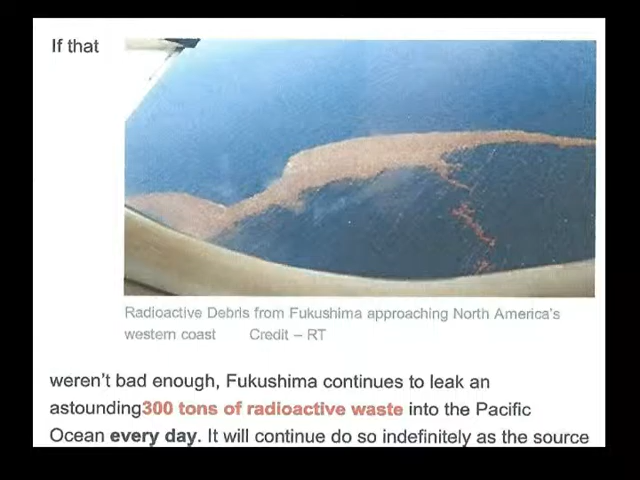 If that
Radioactive Debris from Fukushima approaching North America's
western coast Credit – RT
weren't bad enough, Fukushima continues to leak an
astounding300 tons of radioactive waste into the Pacific
Ocean every day. It will continue do so indefinitely as the source